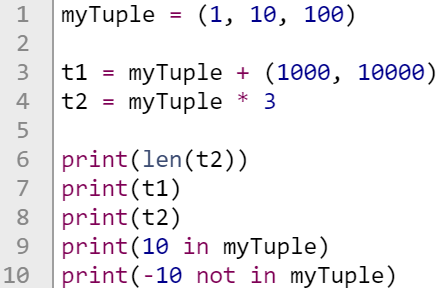 1 myTuple = (1, 10, 100)
2
3 t1 = myTuple + (1000, 10000)
4 t2 = myTuple * 3
5
6 print(len(t2))
7 print(t1)
8 print(t2)
9 print(10 in myTuple)
10 print(-10 not in myTuple)